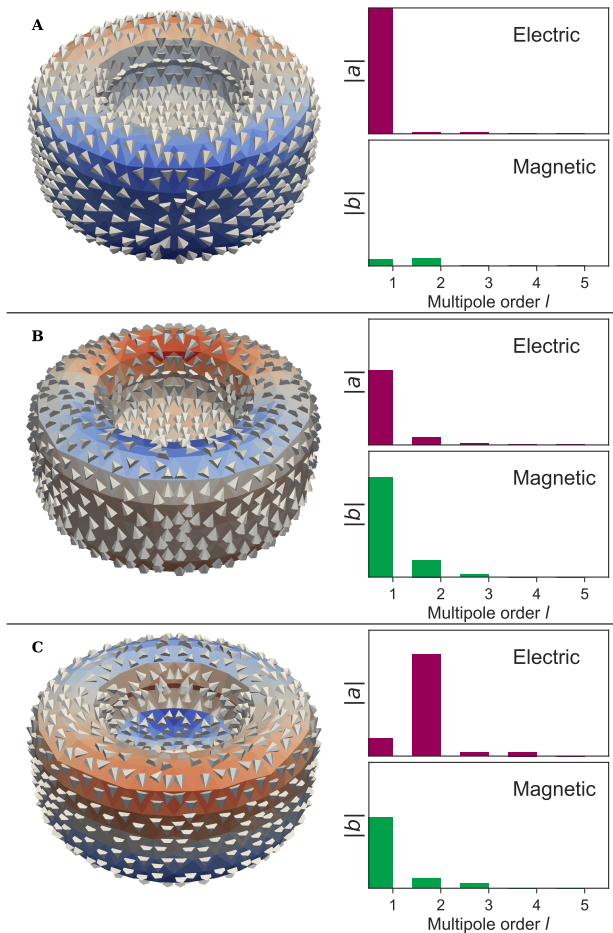 A
Electric
|a|
Magnetic
|b|
1 2 3 4 5
Multipole order l
B
Electric
|a|
Magnetic
|b|
1 2 3 4 5
Multipole order l
C
Electric
|a|
Magnetic
|b|
1 2 3 4 5
Multipole order l